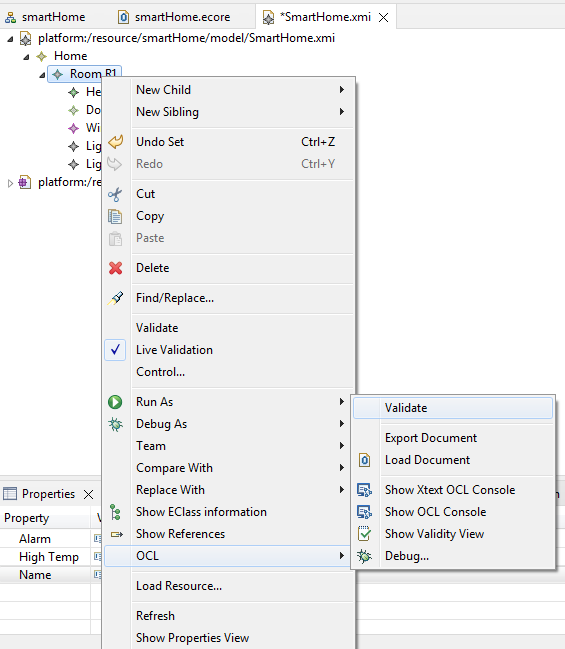 smartHome
smartHome.ecore
*SmartHome.xmi
platform:/resource/smartHome/model/SmartHome.xmi
Home
Room R1
He
Do
Wi
Lig
Lig
platform:/re
New Child
New Sibling
Undo Set Ctrl+Z
Redo Ctrl+Y
Cut
Copy
Paste
Delete
Find/Replace...
Validate
Live Validation
Control...
Run As
Debug As
Team
Compare With
Replace With
Show EClass information
Show References
OCL
Load Resource...
Refresh
Show Properties View
Validate
Export Document
Load Document
Show Xtext OCL Console
Show OCL Console
Show Validity View
Debug...
Properties
Property
Alarm
High Temp
Name